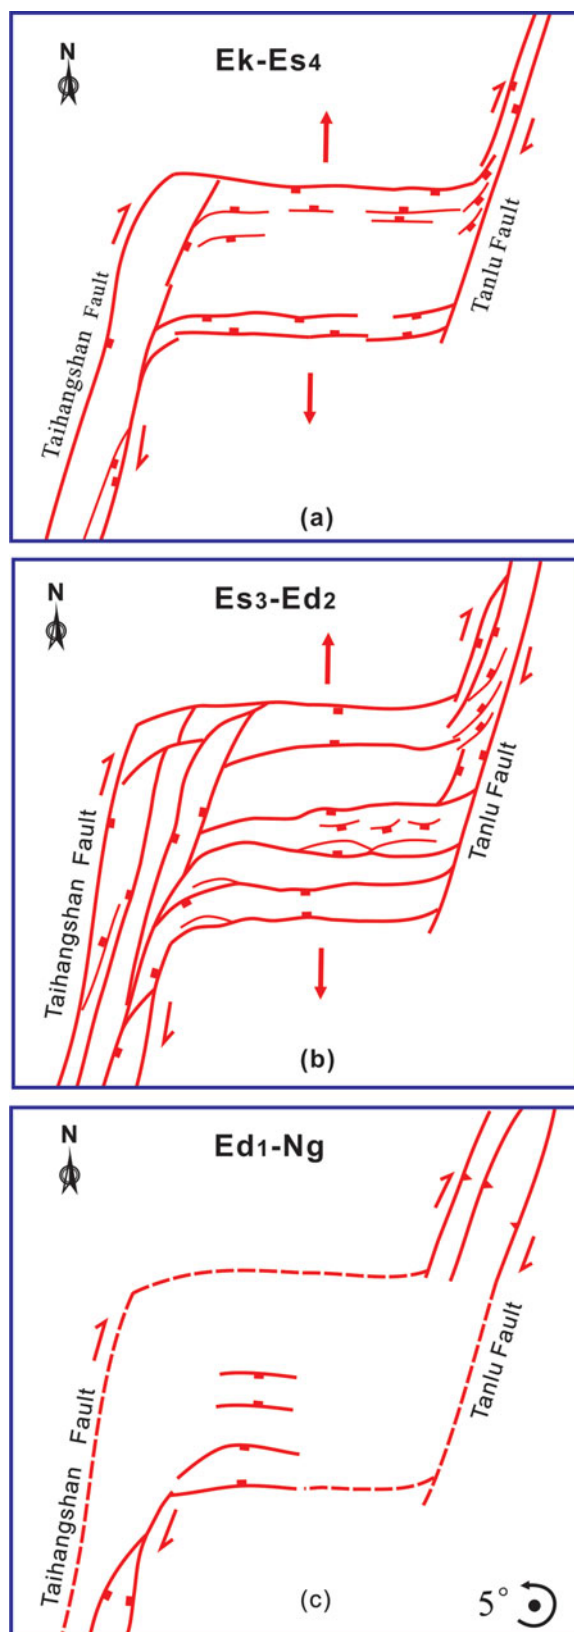 N
Ek-Es4
Taihangshan Fault
Tanlu Fault
(a)
N
Es3-Ed2
Taihangshan Fault
Tanlu Fault
(b)
N
Ed1-Ng
Taihangshan Fault
Tanlu Fault
(c)
5°